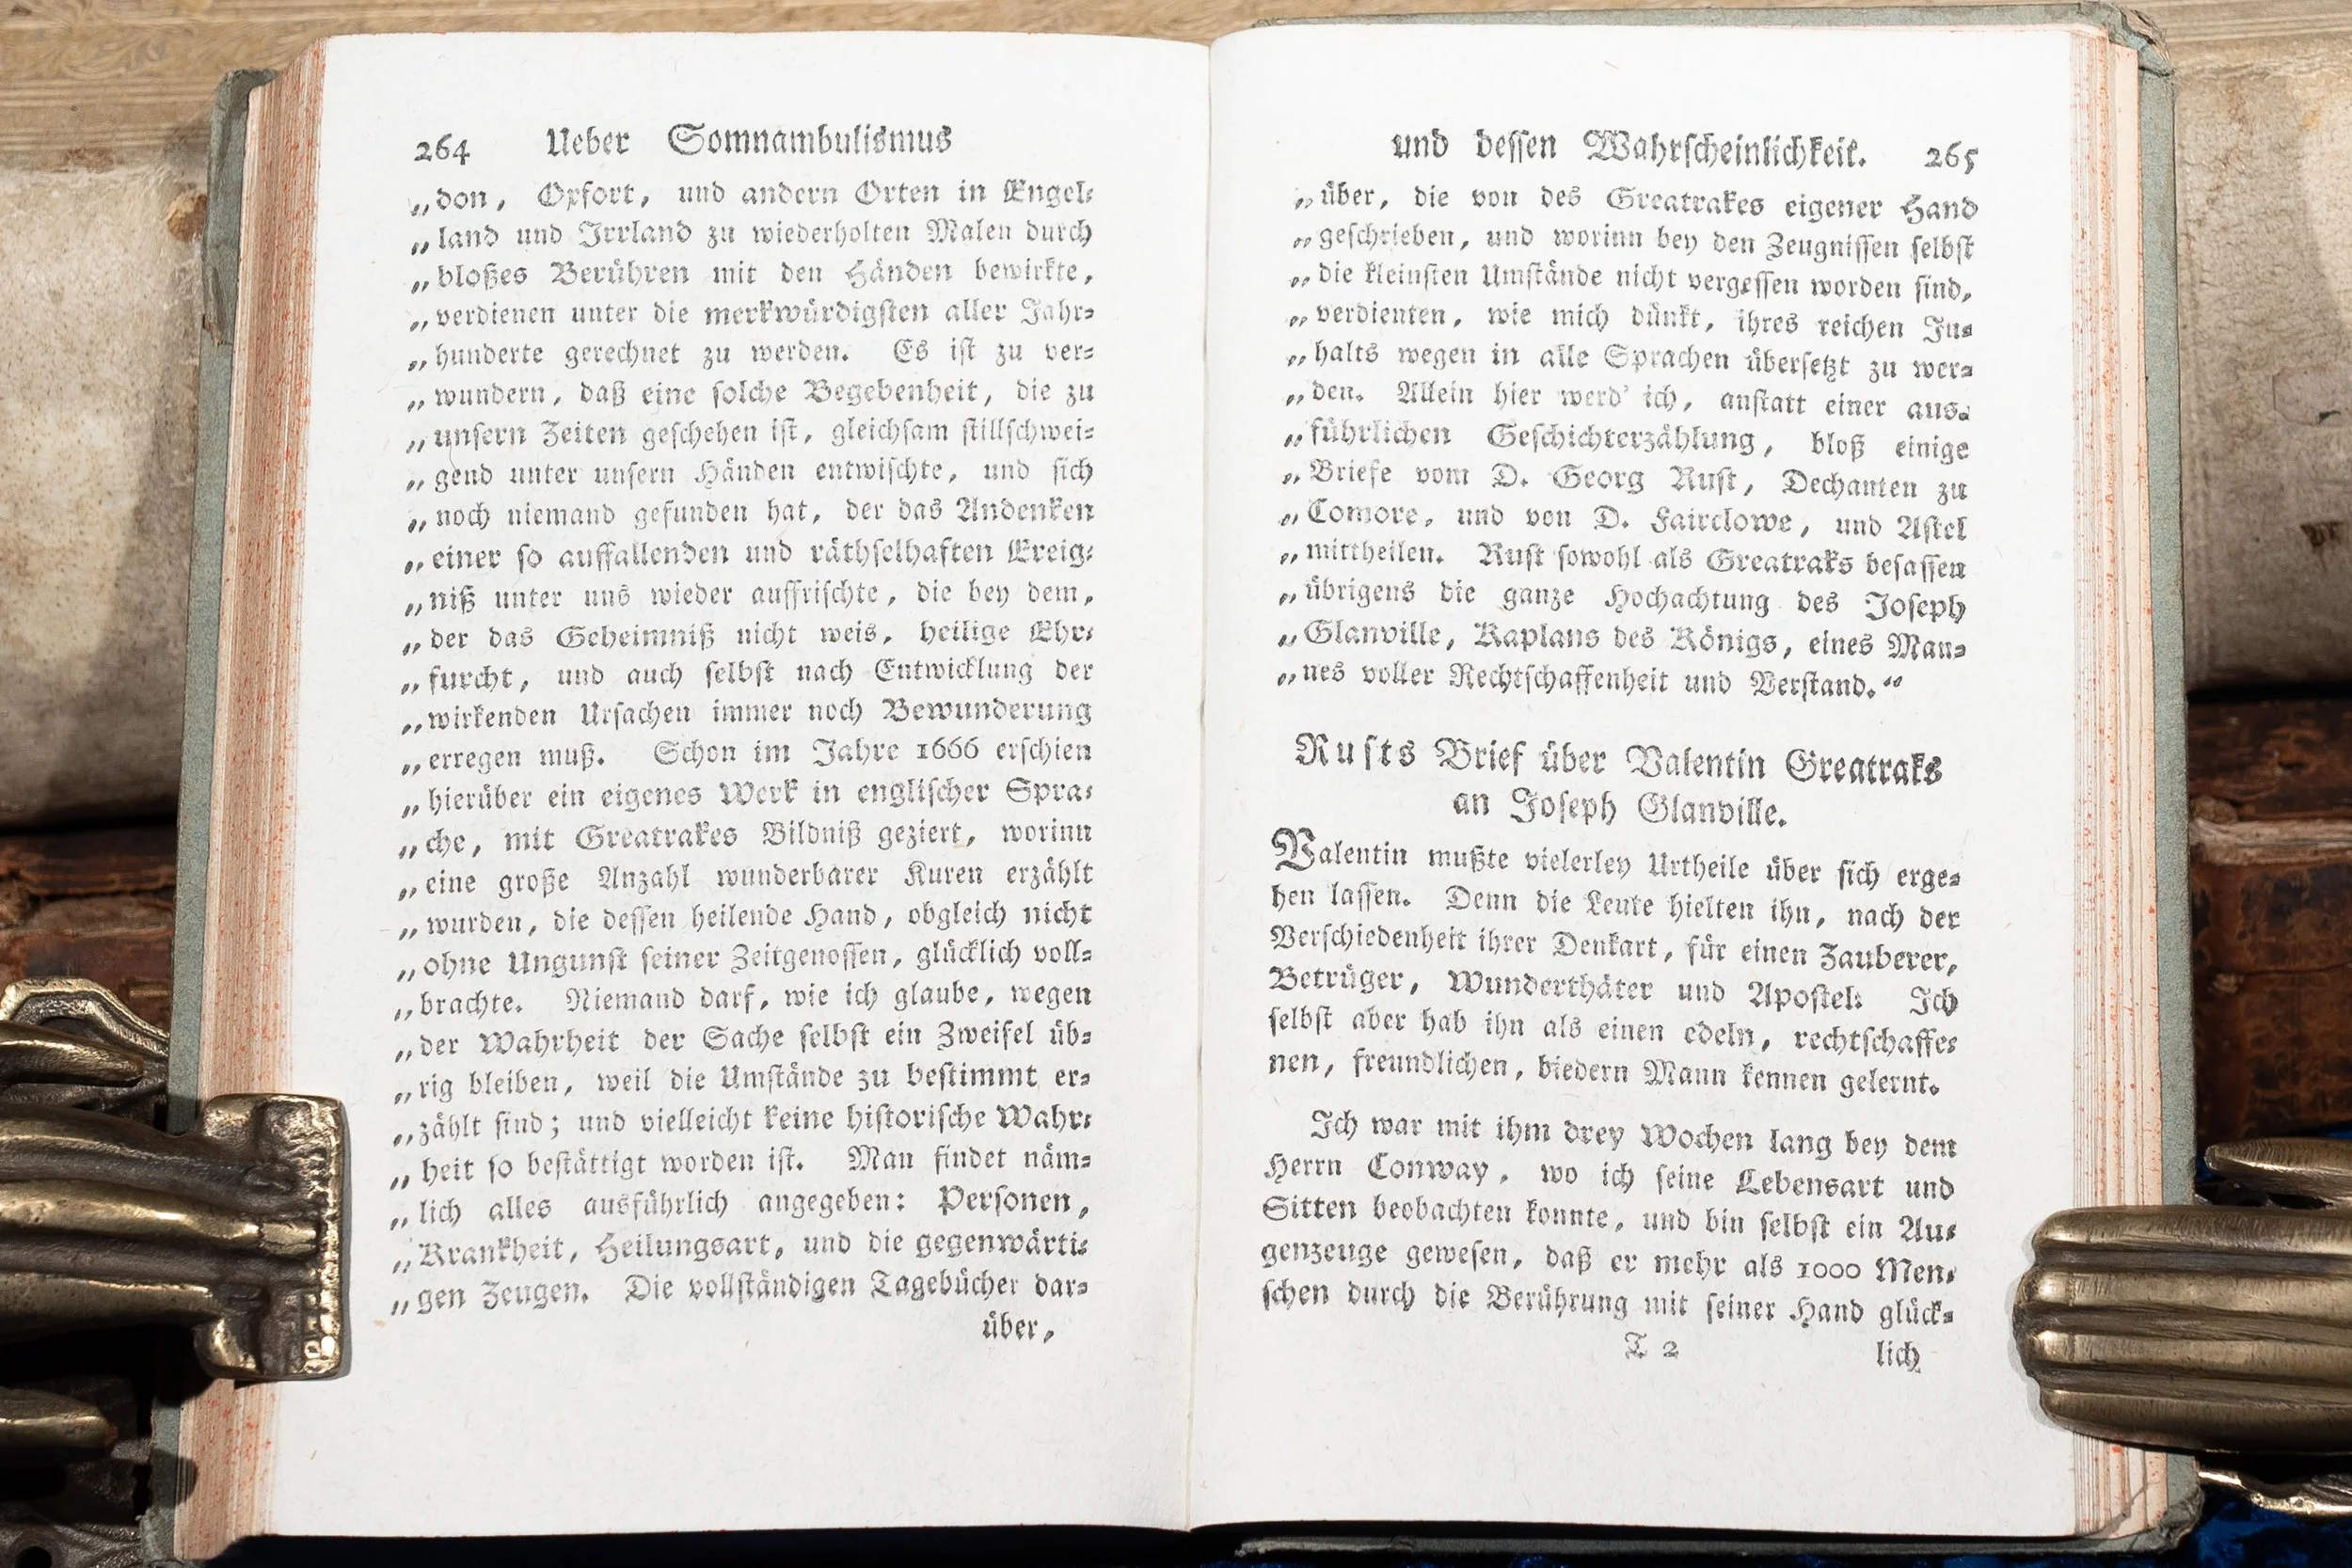 264 Ueber Somnambulismus
„don, Oxfort, und andern Orten in Engel-
„land und Irrland zu wiederholten Malen durch
„bloßes Berühren mit den Händen bewirkte,
„verdienen unter die merkwürdigsten aller Jahr-
„hunderte gerechnet zu werden. Es ist zu ver-
„wundern, daß eine solche Begebenheit, die zu
„unsern Zeiten geschehen ist, gleichsam stillschwei-
„gend unter unsern Händen entwischte, und sich
„noch niemand gefunden hat, der das Andenken
„einer so auffallenden und räthselhaften Ereig-
„niß unter uns wieder auffrischte, die bey dem,
„der das Geheimniß nicht weis, heilige Ehr-
„furcht, und auch selbst nach Entwicklung der
„wirkenden Ursachen immer noch Bewunderung
„erregen muß. Schon im Jahre 1666 erschien
„hierüber ein eigenes Werk in englischer Spra-
„che, mit Greatrakes Bildniß geziert, worinn
„eine große Anzahl wunderbarer Kuren erzählt
„wurden, die dessen heilende Hand, obgleich nicht
„ohne Ungunst seiner Zeitgenossen, glücklich voll-
„brachte. Niemand darf, wie ich glaube, wegen
„der Wahrheit der Sache selbst ein Zweifel üb-
„rig bleiben, weil die Umstände zu bestimmt er-
„zählt sind; und vielleicht keine historische Wahr-
„heit so bestättigt worden ist. Man findet näm-
„lich alles ausführlich angegeben: Personen,
„Krankheit, Heilungsart, und die gegenwärti-
„gen Zeugen. Die vollständigen Tagebücher dar-
über,
und dessen Wahrscheinlichkeit. 265
„über, die von des Greatrakes eigener Hand
„geschrieben, und worinn bey den Zeugnissen selbst
„die kleinsten Umstände nicht vergessen worden sind,
„verdienten, wie mich dünkt, ihres reichen In-
„halts wegen in alle Sprachen übersetzt zu wer-
„den. Allein hier werd' ich, anstatt einer aus-
„führlichen Geschichterzählung, bloß einige
„Briefe vom D. Georg Rust, Dechanten zu
„Comore, und von D. Fairclowe, und Astel
„mittheilen. Rust sowohl als Greatraks besassen
„übrigens die ganze Hochachtung des Joseph
„Glanville, Kaplans des Königs, eines Man-
„nes voller Rechtschaffenheit und Verstand.“
Rusts Brief über Valentin Greatraks
an Joseph Glanville.
Valentin mußte vielerley Urtheile über sich erge-
hen lassen. Denn die Leute hielten ihn, nach der
Verschiedenheit ihrer Denkart, für einen Zauberer,
Betrüger, Wunderthäter und Apostel: Ich
selbst aber hab ihn als einen edeln, rechtschaffe-
nen, freundlichen, biedern Mann kennen gelernt.
Ich war mit ihm drey Wochen lang bey dem
Herrn Conway, wo ich seine Lebensart und
Sitten beobachten konnte, und bin selbst ein Au-
genzeuge gewesen, daß er mehr als 1000 Men-
schen durch die Berührung mit seiner Hand glück-
T 2 lich